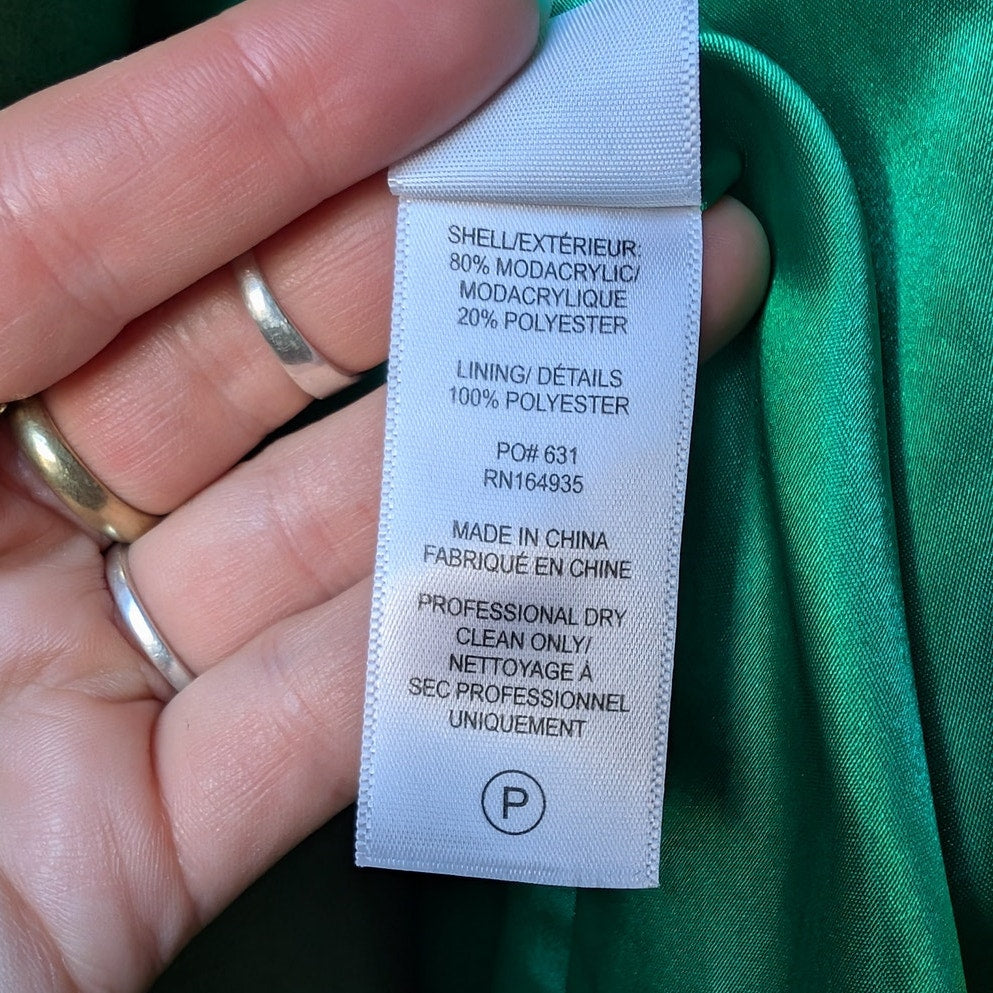 SHELL/EXTÉRIEUR:
80% MODACRYLIC/
MODACRYLIQUE
20% POLYESTER
LINING/ DÉTAILS
100% POLYESTER
PO# 631
RN164935
MADE IN CHINA
FABRIQUÉ EN CHINE
PROFESSIONAL DRY
CLEAN ONLY/
NETTOYAGE À
SEC PROFESSIONNEL
UNIQUEMENT
P